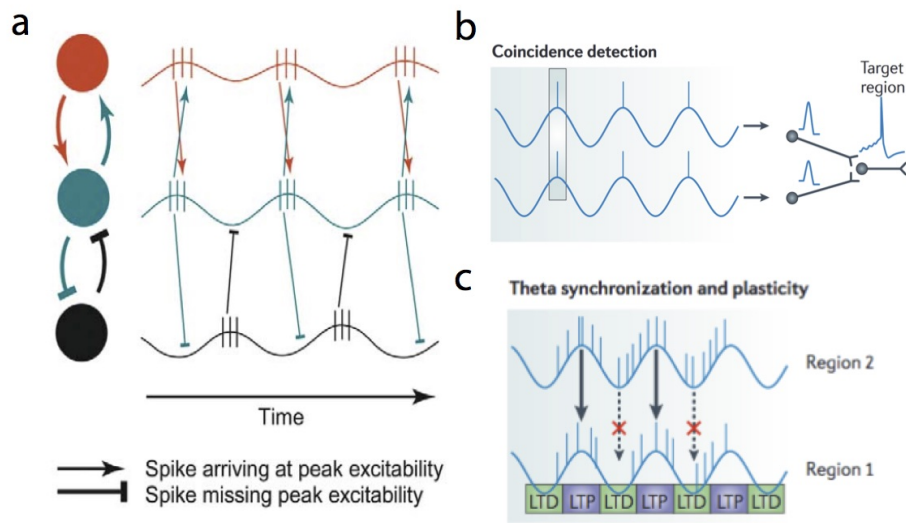 a
Time
Spike arriving at peak excitability
Spike missing peak excitability
b
Coincidence detection
Target
region
c
Theta synchronization and plasticity
Region 2
Region 1
LTD LTP LTD LTP LTD LTP LTD